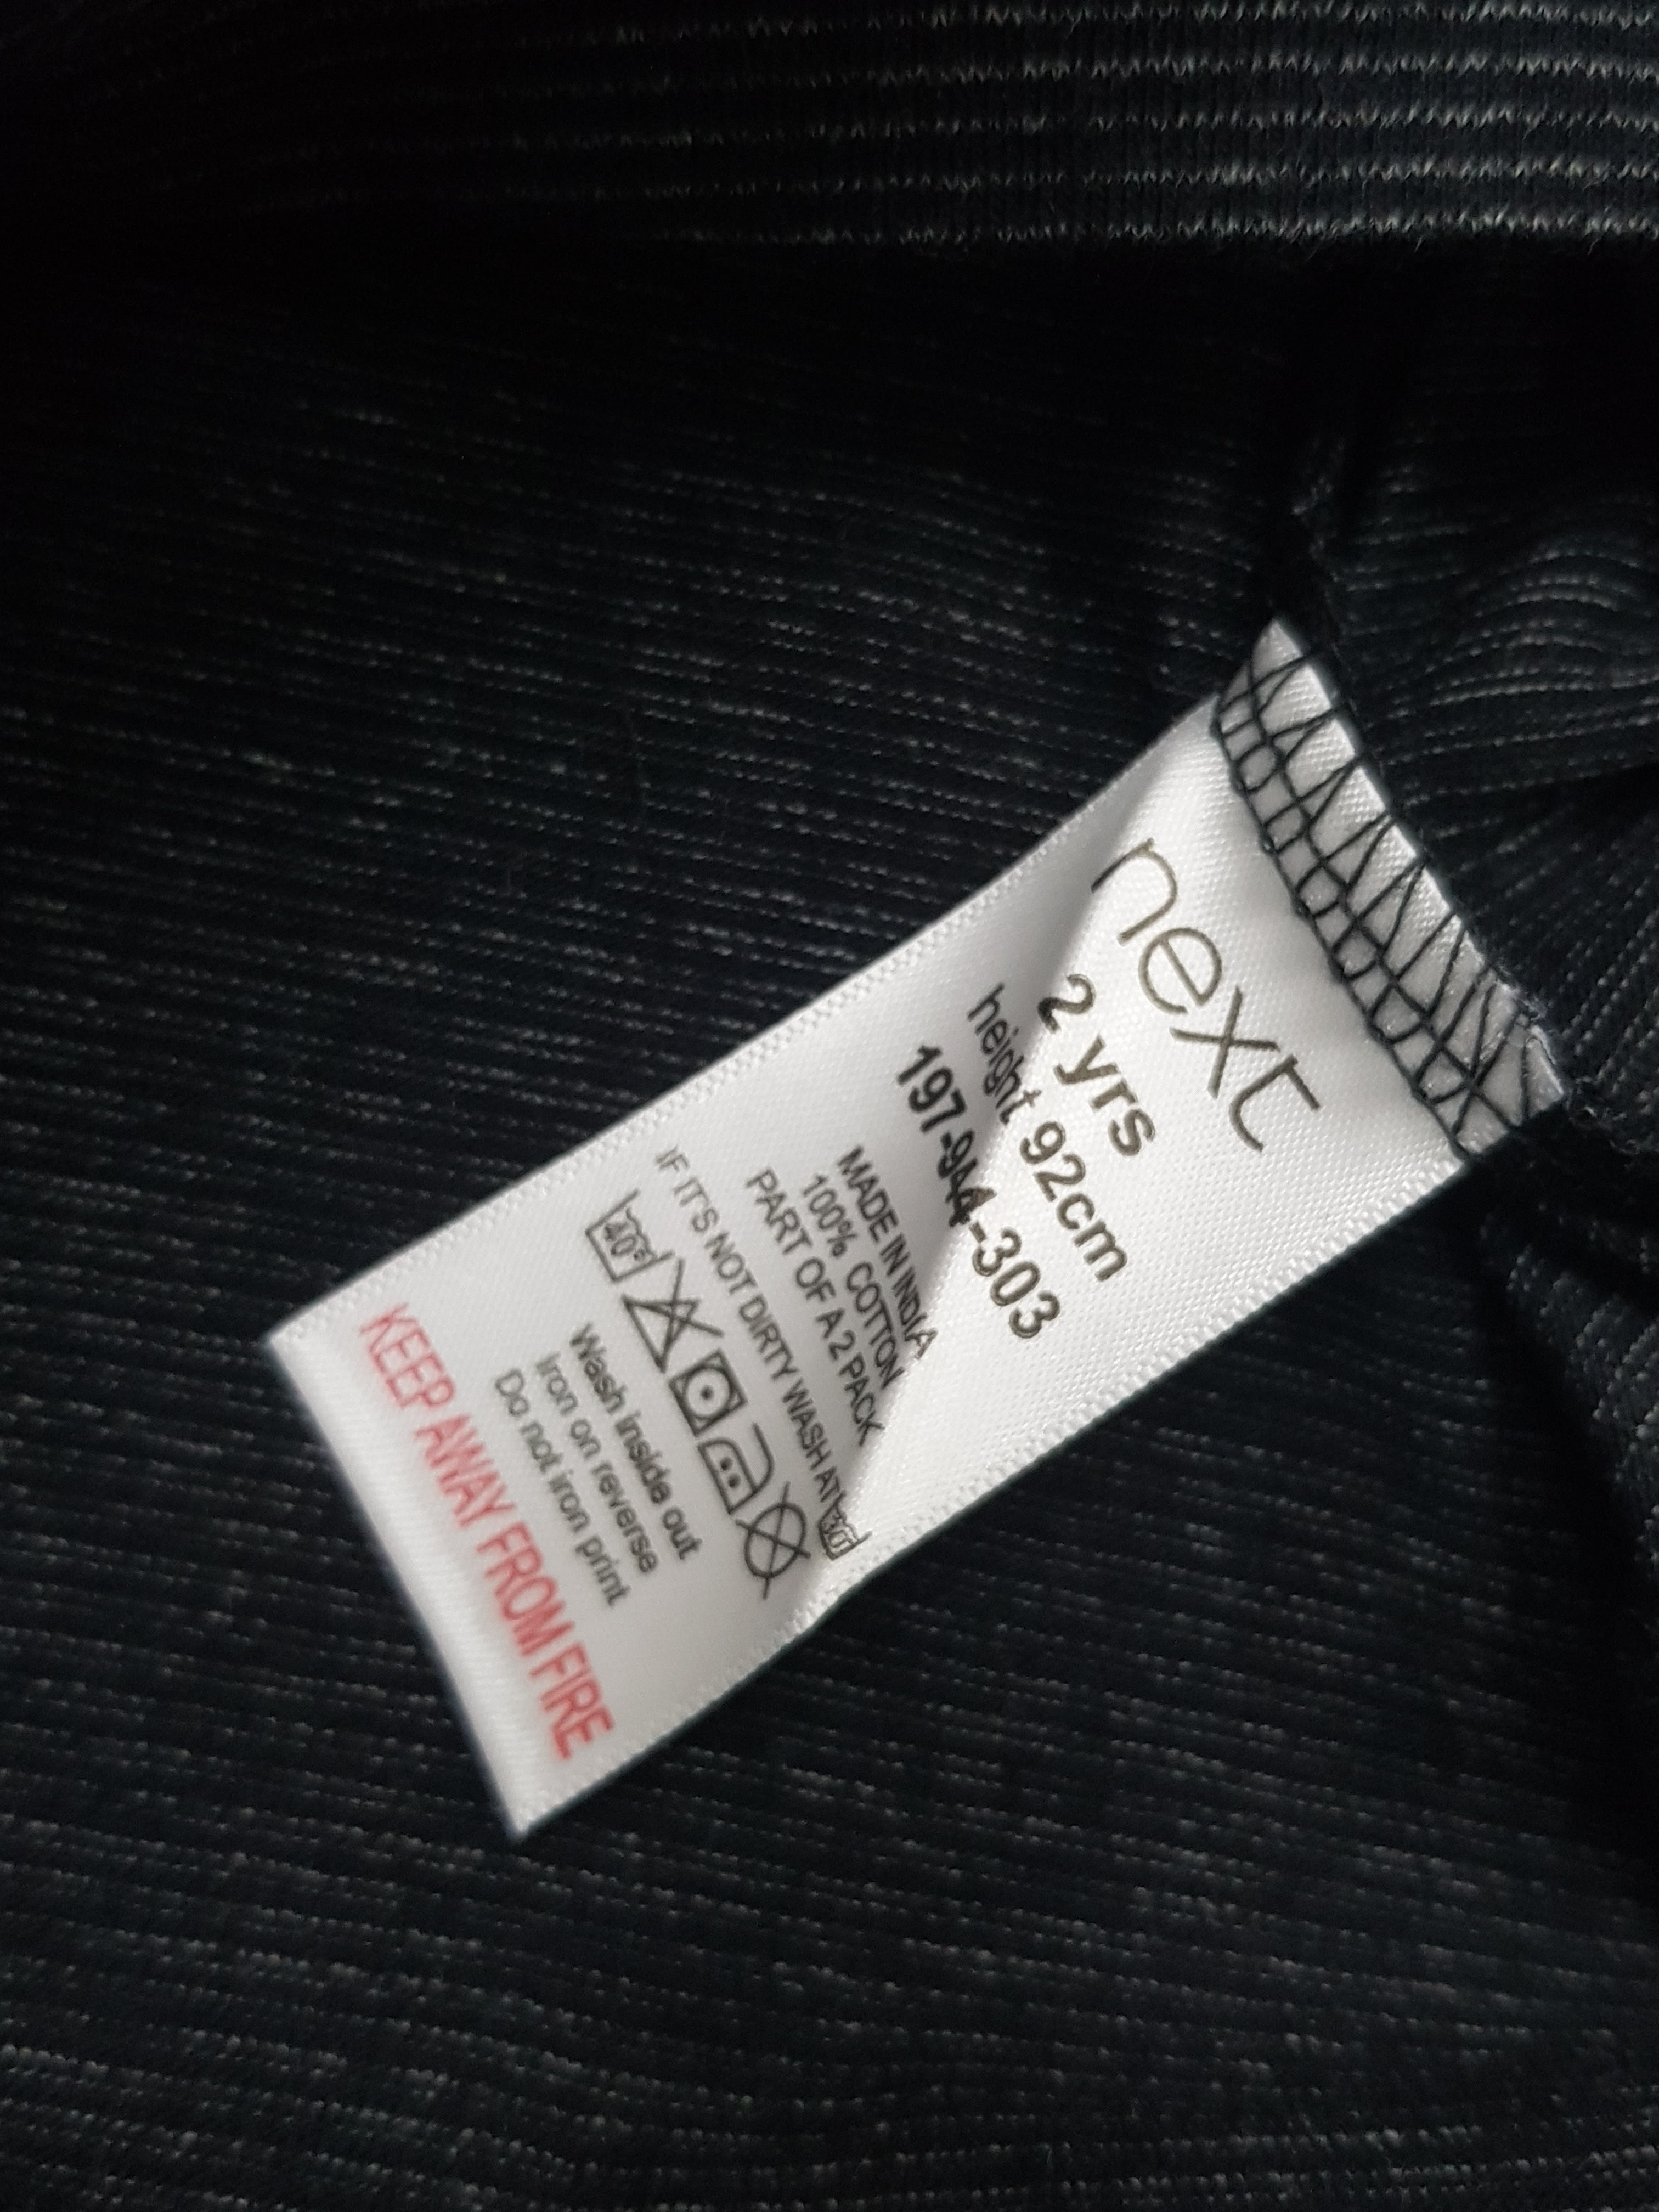 next
2 yrs
height 92cm
197-944-303
MADE IN INDIA
100% COTTON
PART OF A 2 PACK
IF IT'S NOT DIRTY WASH AT 30°
40°
Wash inside out
Iron on reverse
Do not iron print
KEEP AWAY FROM FIRE